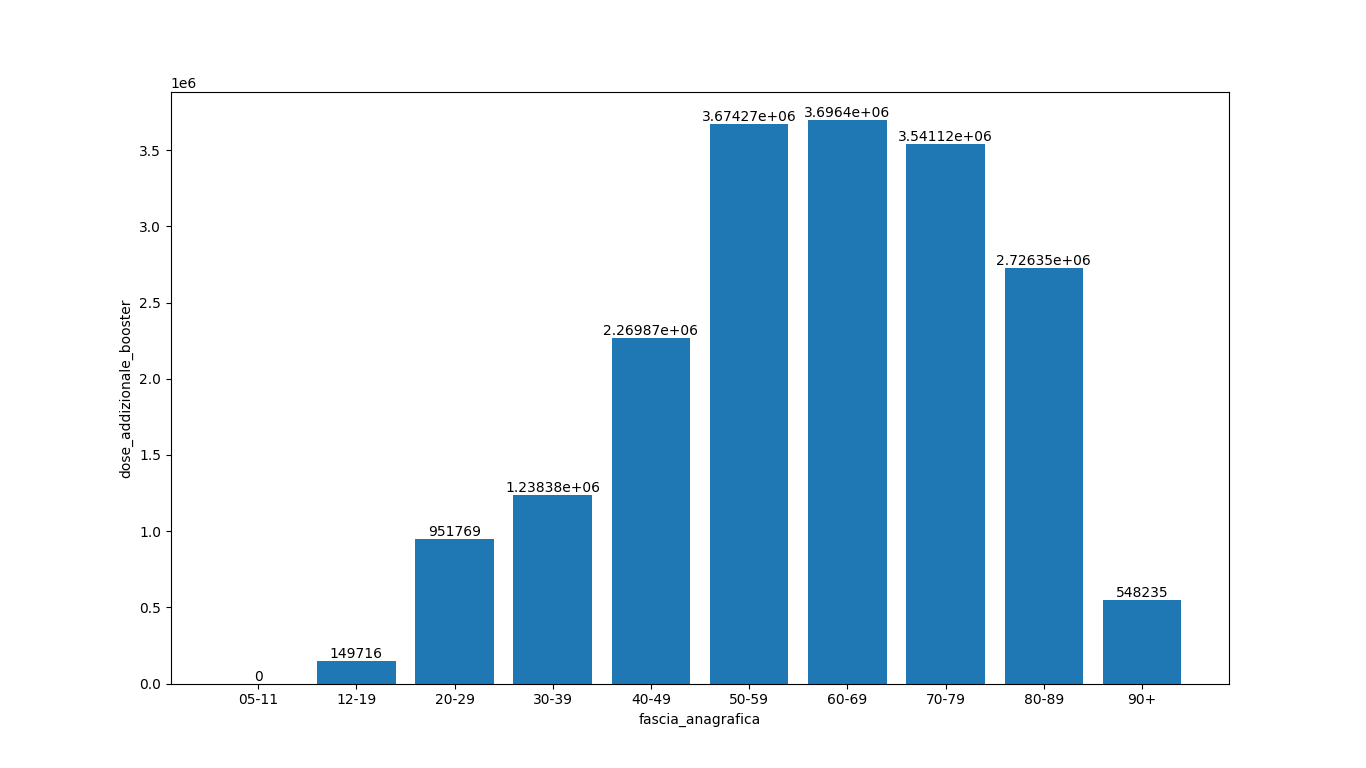 1e6
3.5
3.0
2.5
2.0
1.5
1.0
0.5
0.0
dose_addizionale_booster
0
149716
951769
1.23838e+06
2.26987e+06
3.67427e+06
3.6964e+06
3.54112e+06
2.72635e+06
548235
05-11 12-19 20-29 30-39 40-49 50-59 60-69 70-79 80-89 90+
fascia_anagrafica